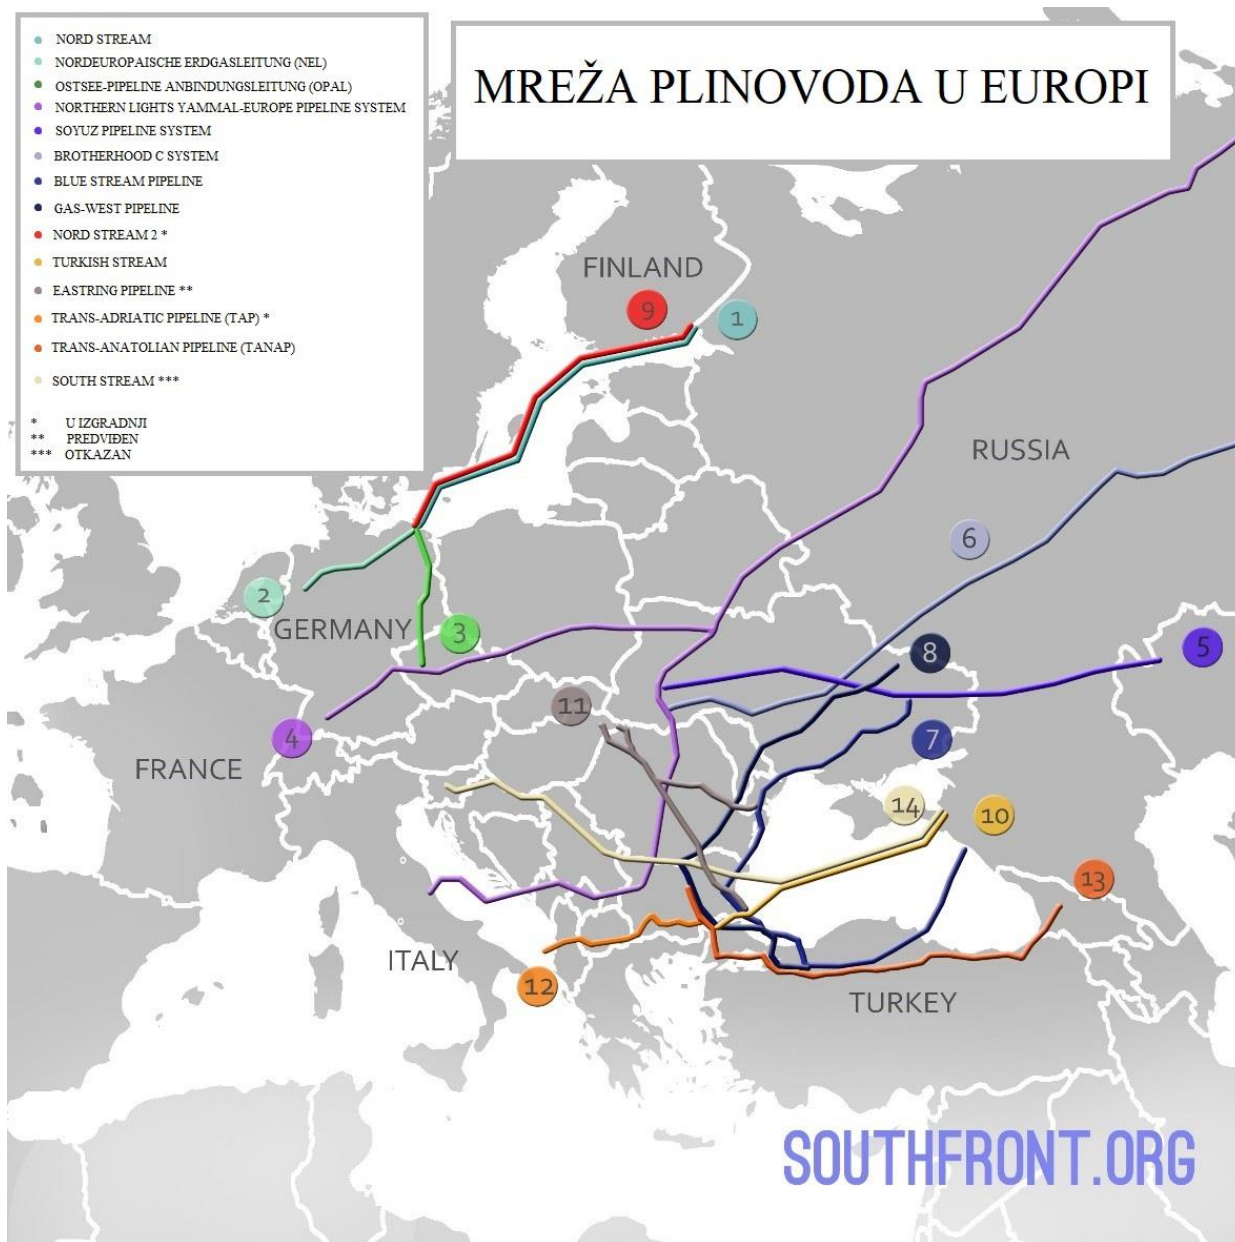 NORD STREAM
NORDEUROPAISCHE ERDGASLEITUNG (NEL)
OSTSEE-PIPELINE ANBINDUNGSLEITUNG (OPAL)
NORTHERN LIGHTS YAMMAL-EUROPE PIPELINE SYSTEM
SOYUZ PIPELINE SYSTEM
BROTHERHOOD C SYSTEM
BLUE STREAM PIPELINE
GAS-WEST PIPELINE
NORD STREAM 2 *
TURKISH STREAM
EASTRING PIPELINE **
TRANS-ADRIATIC PIPELINE (TAP) *
TRANS-ANATOLIAN PIPELINE (TANAP)
SOUTH STREAM ***
* U IZGRADNJI
** PREDVIĐEN
*** OTKAZAN
MREŽA PLINOVODA U EUROPI
FINLAND
9
1
RUSSIA
6
2
GERMANY
3
8
5
11
4
7
FRANCE
14
10
13
ITALY
12
TURKEY
SOUTHFRONT.ORG